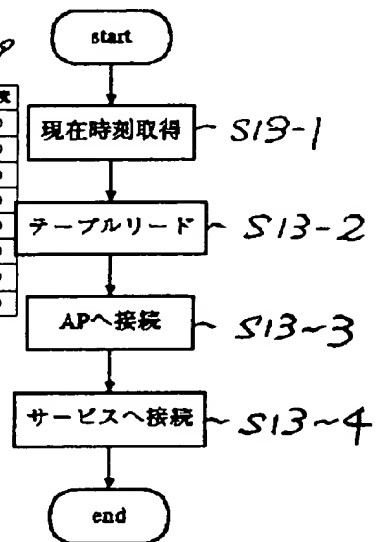 start
現在時刻取得 S13-1
テーブルリード S13-2
APへ接続 S13~3
サービスへ接続 S13~4
end